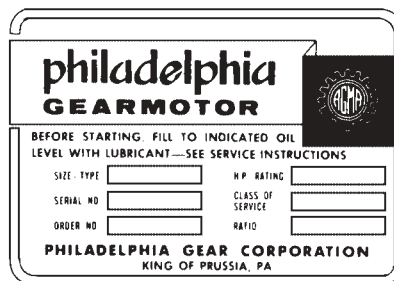 philadelphia
GEARMOTOR
AGMA
BEFORE STARTING, FILL TO INDICATED OIL
LEVEL WITH LUBRICANT—SEE SERVICE INSTRUCTIONS
SIZE - TYPE
H.P. RATING
SERIAL NO
CLASS OF
SERVICE
ORDER NO
RATIO
PHILADELPHIA GEAR CORPORATION
KING OF PRUSSIA, PA